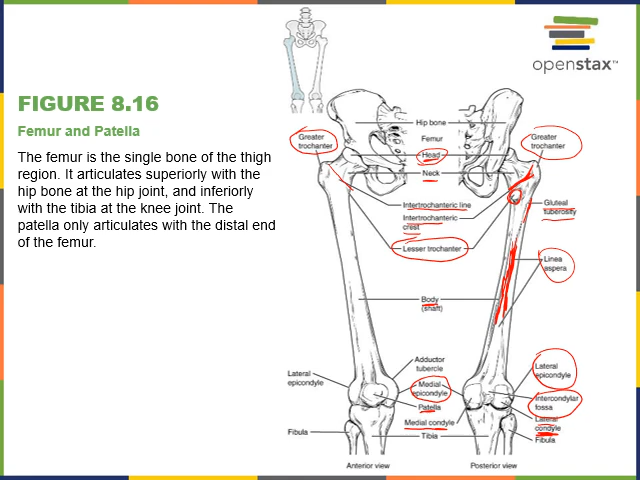 openstax™
FIGURE 8.16
Femur and Patella
The femur is the single bone of the thigh
region. It articulates superiorly with the
hip bone at the hip joint, and inferiorly
with the tibia at the knee joint. The
patella only articulates with the distal end
of the femur.
Greater
trochanter
Hip bone
Femur
Head
Neck
Greater
trochanter
Intertrochanteric line
Intertrochanteric
crest
Gluteal
tuberosity
Lesser trochanter
Linea
aspera
Body
(shaft)
Adductor
tubercle
Lateral
epicondyle
Medial
epicondyle
Lateral
epicondyle
Patella
Intercondylar
fossa
Medial condyle
Lateral
condyle
Fibula
Tibia
Fibula
Anterior view
Posterior view